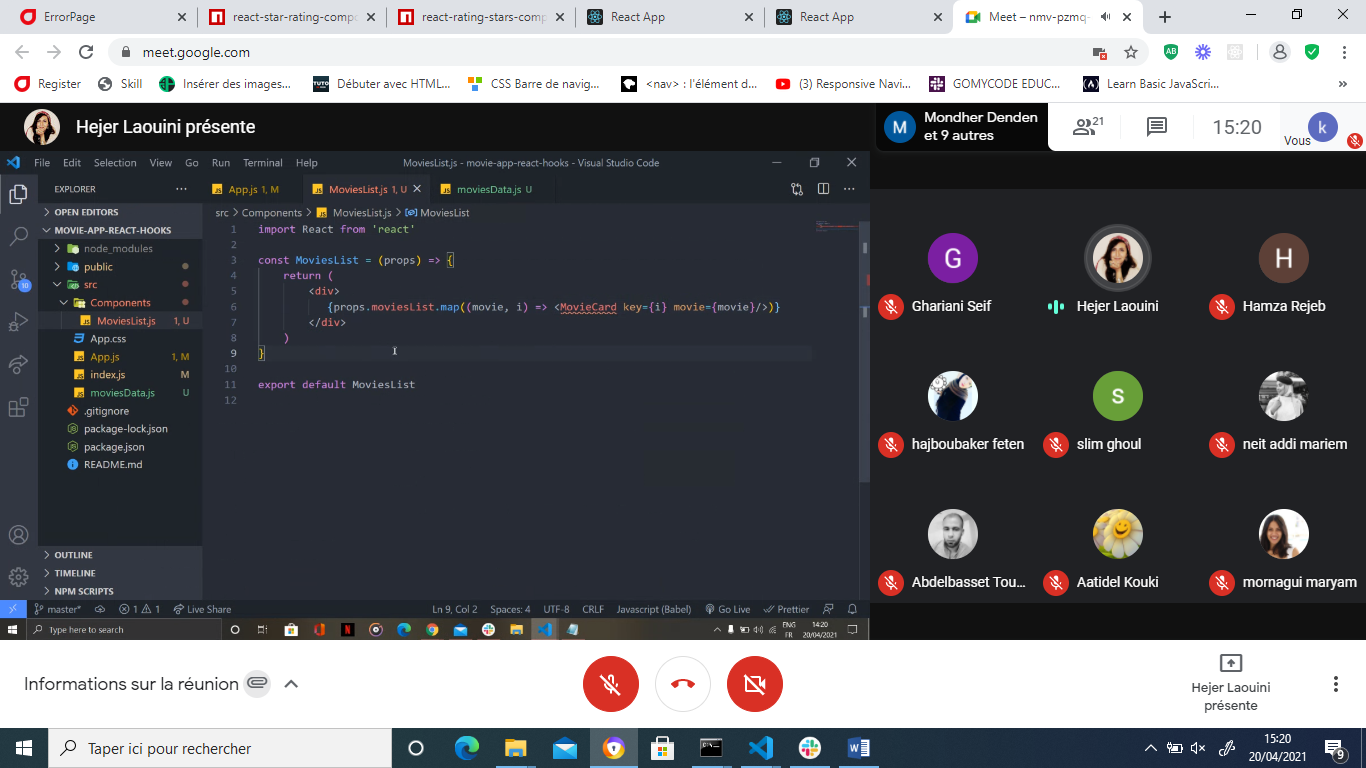 ErrorPage
react-star-rating-compo
react-rating-stars-comp
React App
React App
Meet – nmv-pzmq-
meet.google.com
Register
Skill
Insérer des images...
Débuter avec HTML...
CSS Barre de navig...
<nav> : l'élément d...
(3) Responsive Navi...
GOMYCODE EDUC...
Learn Basic JavaScri...
»
Hejer Laouini présente
M
Mondher Denden
et 9 autres
21
15:20
Vous
k
File Edit Selection View Go Run Terminal Help
MoviesList.js - movie-app-react-hooks - Visual Studio Code
EXPLORER ...
App.js 1, M
MoviesList.js 1, U
moviesData.js U
OPEN EDITORS
MOVIE-APP-REACT-HOOKS
node_modules
public
src
Components
MoviesList.js 1, U
App.css
App.js 1, M
index.js M
moviesData.js U
.gitignore
package-lock.json
package.json
README.md
OUTLINE
TIMELINE
NPM SCRIPTS
10
src > Components > MoviesList.js > MoviesList
1 import React from 'react'
2
3 const MoviesList = (props) => {
4 return (
5 <div>
6 {props.moviesList.map((movie, i) => <MovieCard key={i} movie={movie}/>)}
7 </div>
8 )
9 }
10
11 export default MoviesList
12
master* 1 1 Live Share Ln 9, Col 2 Spaces: 4 UTF-8 CRLF Javascript (Babel) Go Live Prettier
Type here to search
ENG
FR
14:20
20/04/2021
G
Ghariani Seif
Hejer Laouini
H
Hamza Rejeb
hajboubaker feten
S
slim ghoul
neit addi mariem
Abdelbasset Tou...
Aatidel Kouki
mornagui maryam
Informations sur la réunion
Hejer Laouini
présente
Taper ici pour rechercher
15:20
20/04/2021
9